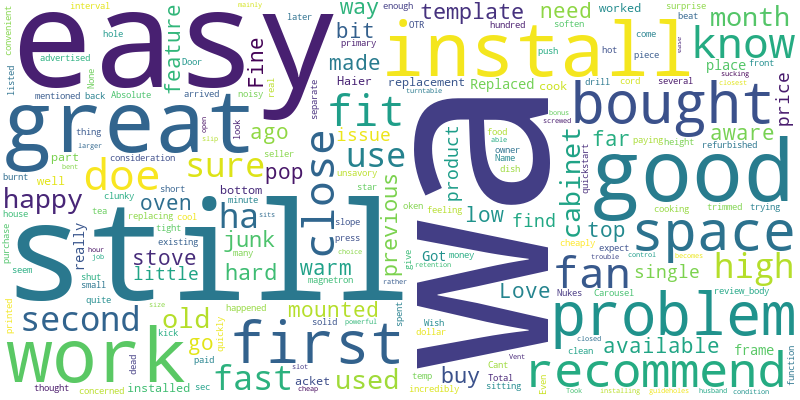 interval
mainly
convenient
easy
hole
later
advertised
None
listed
Door
feature
Fine
way
bit
primary
made
Haier
template
enough
OTR
hundred
replacement
Replaced
install
need
worked
soften
push
hot
piece
cook
surprise
beat
come
ease
month
know
place
front
mentioned
back
Absolute
arrived
noisy
real
separate
turntable
drill
cord
several
sucking
closest
great
thing
larger
consideration
burnt
open
slip
look
ago
fit
issue
bought
price
bonus
screwed
food
able
owner
Name
dish
cabinet
quickstart
far
aware
paying
height
refurbished
part
bent
doe
sure
seller
use
close
unsavory
star
product
good
well
clunky
short
minute
pop
bottom
previous
feeling
low
find
top
cooking
trimmed
trying
happy
house
tea
oven
replacing
cool
sits
ha
slope
oken
space
cheaply
expect
trouble
control
becomes
still
tight
existing
press
choice
junk
many
stove
warm
give
retention
Got
money
fan
single
high
purchase
seem
really
hour
job
shut
small
little
hard
magnetron
rather
Love
Nukes
Carousel
review_body
quite
size
happened
powerful
wa
second
old
mounted
spent
Wish
dollar
problem
printed
work
kick
go
quickly
solid
first
slot
Vent
closed
clean
available
frame
function
dead
paid
fast
used
acket
cheap
buy
Cant
Total
sitting
recommend
thought
concerned
installed
sec
temp
incredibly
Even
Took
installing
guidholes
husband
condition